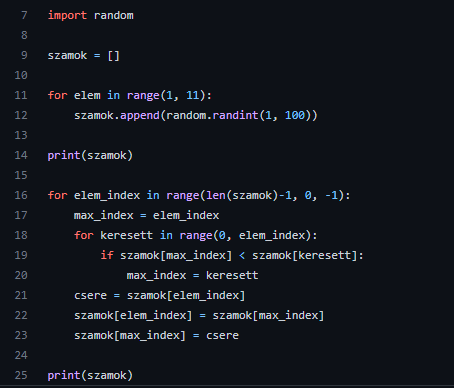 7 import random
8
9 szamok = []
10
11 for elem in range(1, 11):
12     szamok.append(random.randint(1, 100))
13
14 print(szamok)
15
16 for elem_index in range(len(szamok)-1, 0, -1):
17     max_index = elem_index
18     for keresett in range(0, elem_index):
19         if szamok[max_index] < szamok[keresett]:
20             max_index = keresett
21     csere = szamok[elem_index]
22     szamok[elem_index] = szamok[max_index]
23     szamok[max_index] = csere
24
25 print(szamok)